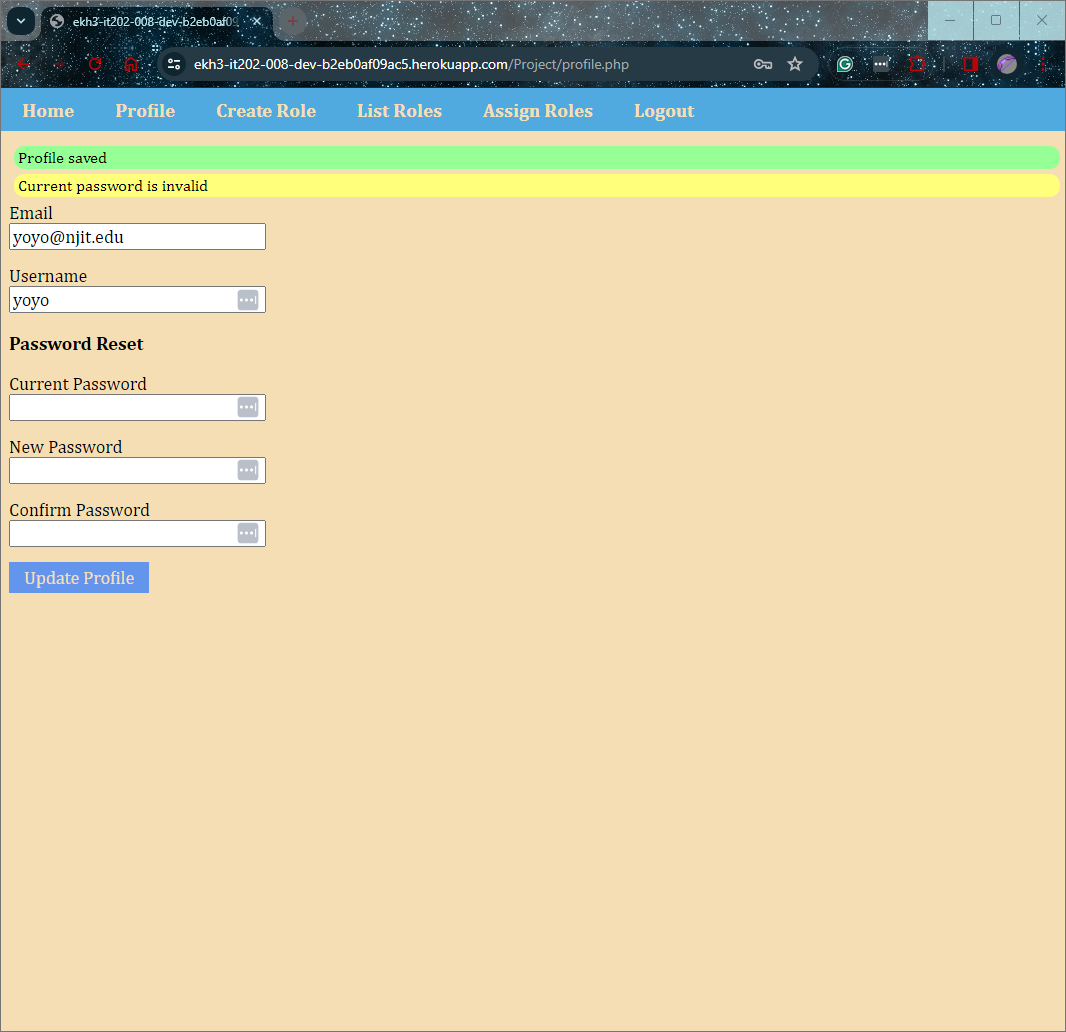 ekh3-it202-008-dev-b2eb0af09
ekh3-it202-008-dev-b2eb0af09ac5.herokuapp.com/Project/profile.php
Home Profile Create Role List Roles Assign Roles Logout
Profile saved
Current password is invalid
Email
yoyo@njit.edu
Username
yoyo
Password Reset
Current Password
New Password
Confirm Password
Update Profile